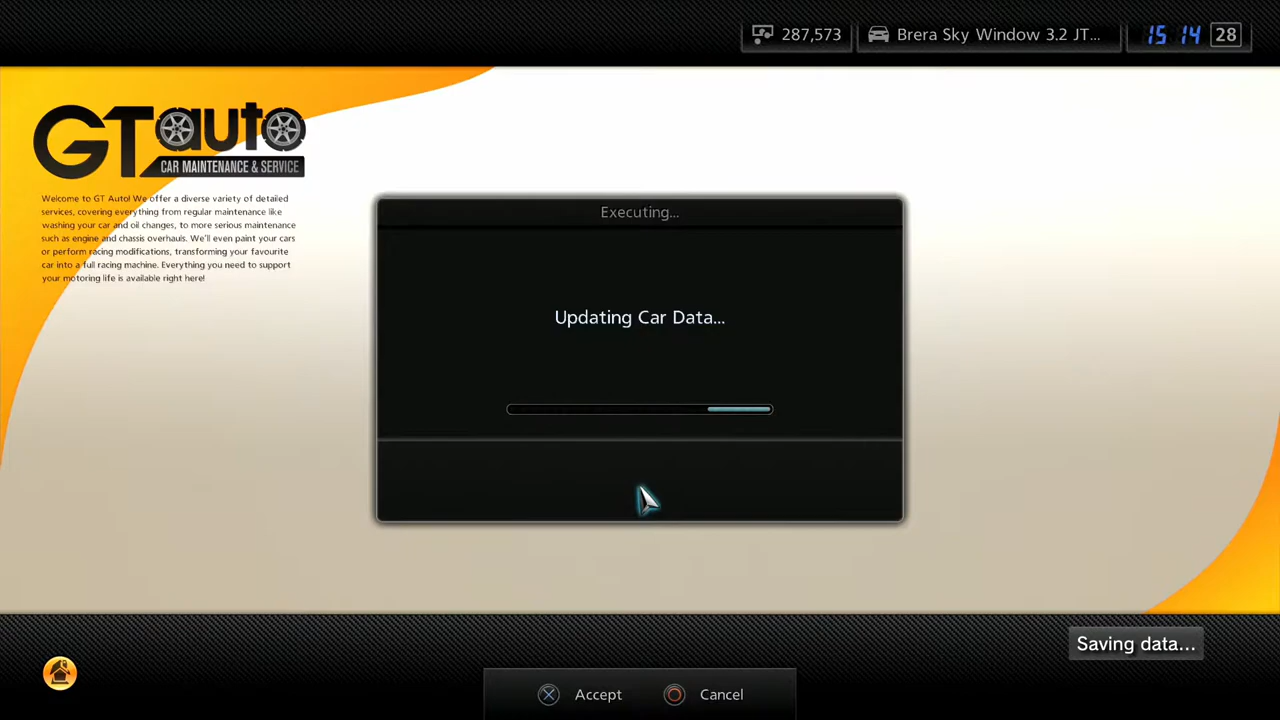 287,573
Brera Sky Window 3.2 JT...
15 14
28
GTauto
CAR MAINTENANCE & SERVICE
Welcome to GT Auto! We offer a diverse variety of detailed
services, covering everything from regular maintenance like
washing your car and oil changes, to more serious maintenance
such as engine and chassis overhauls. We'll even paint your cars
or perform racing modifications, transforming your favourite
car into a full racing machine. Everything you need to support
your motoring life is available right here!
Executing...
Updating Car Data...
Saving data...
Accept
Cancel